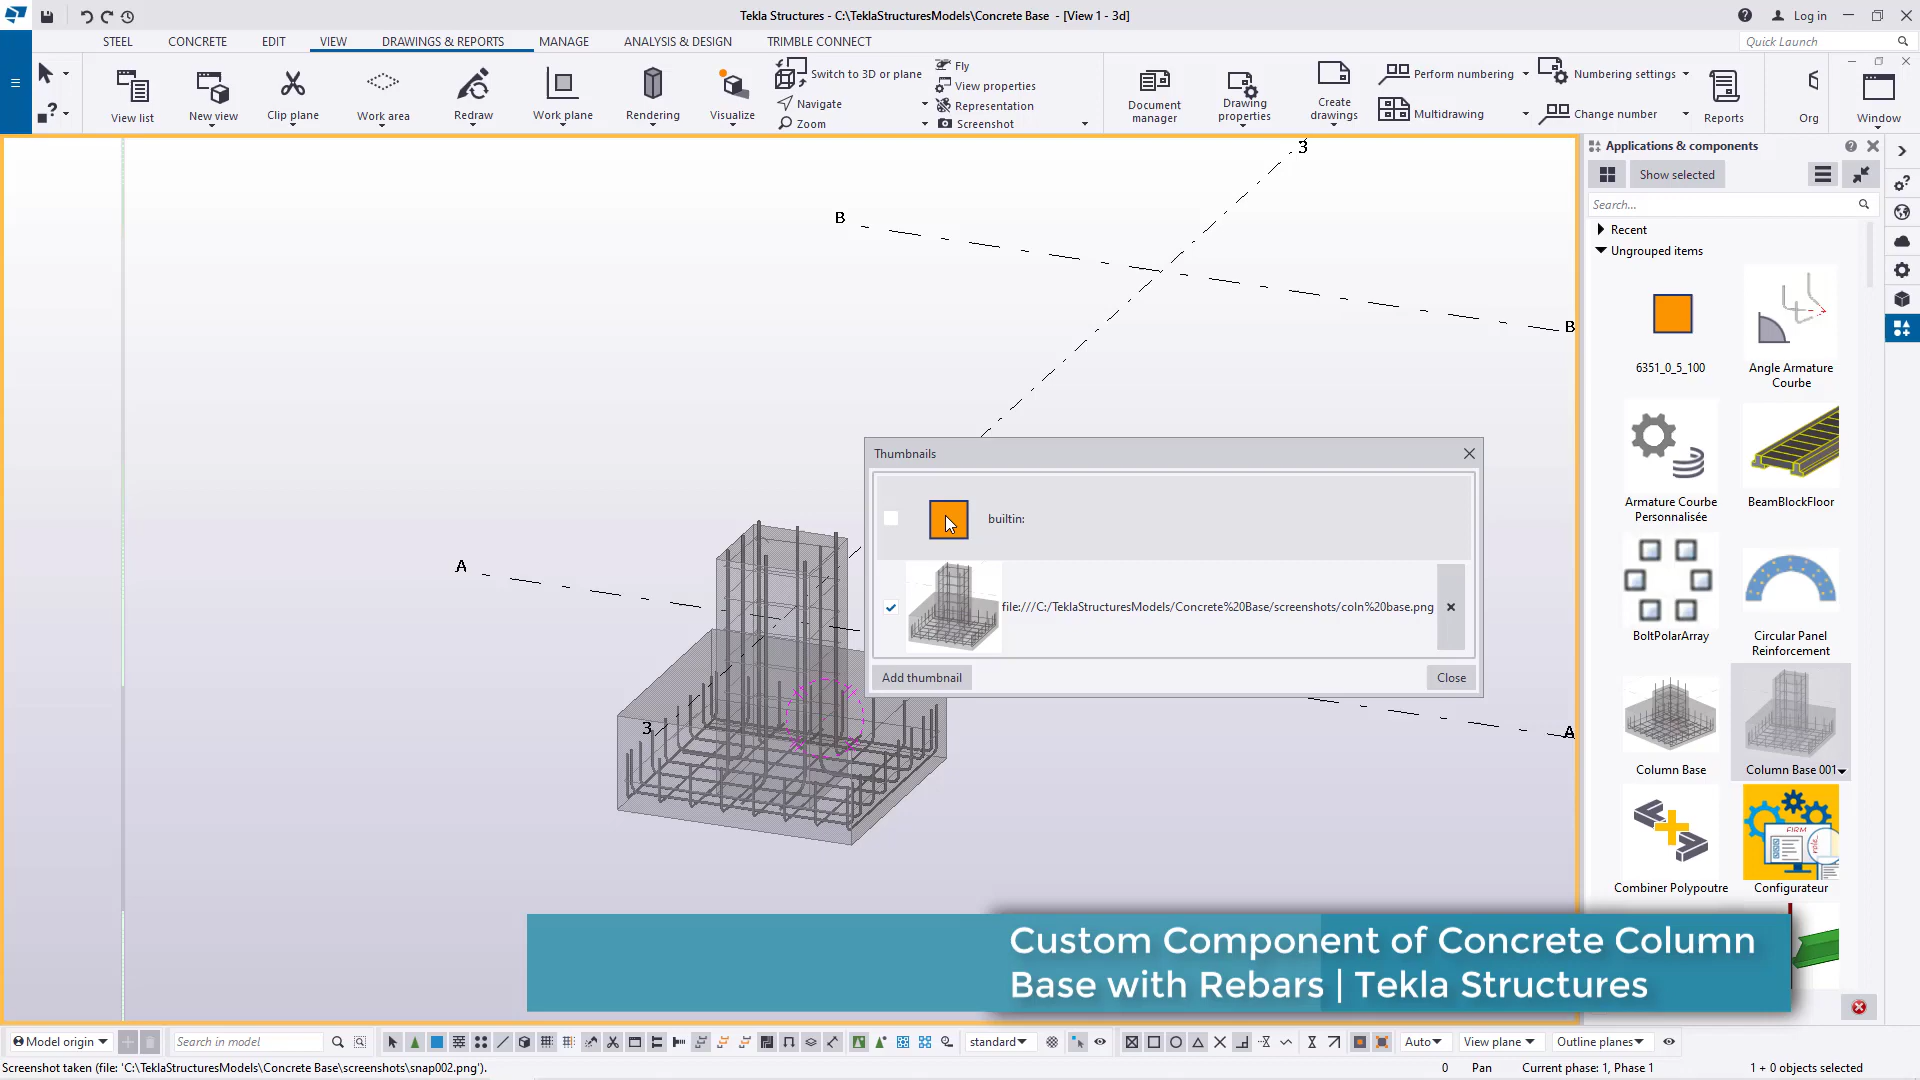 Tekla Structures - C:\TeklaStructuresModels\Concrete Base - [View 1 - 3d]
Log in
STEEL CONCRETE EDIT VIEW DRAWINGS & REPORTS MANAGE ANALYSIS & DESIGN TRIMBLE CONNECT
Quick Launch
View list
New view
Clip plane
Work area
Redraw
Work plane
Rendering
Visualize
Switch to 3D or plane
Navigate
Zoom
Fly
View properties
Representation
Screenshot
Document manager
Drawing properties
Create drawings
Perform numbering
Multidrawing
Numbering settings
Change number
Reports
Org
Window
3
B
B
A
3
A
Applications & components
Show selected
Search...
Recent
Ungrouped items
6351_0_5_100
Angle Armature
Courbe
Armature Courbe
Personnalisée
BeamBlockFloor
BoltPolarArray
Circular Panel
Reinforcement
Column Base
Column Base 001
Combiner Polypoutre
Configurateur
Thumbnails
builtin:
file:///C:/TeklaStructuresModels/Concrete%20Base/screenshots/coln%20base.png
Add thumbnail
Close
Custom Component of Concrete Column
Base with Rebars | Tekla Structures
Model origin
Search in model
standard
Auto
View plane
Outline planes
Screenshot taken (file: 'C:\TeklaStructuresModels\Concrete Base\screenshots\snap002.png').
0
Pan
Current phase: 1, Phase 1
1 + 0 objects selected